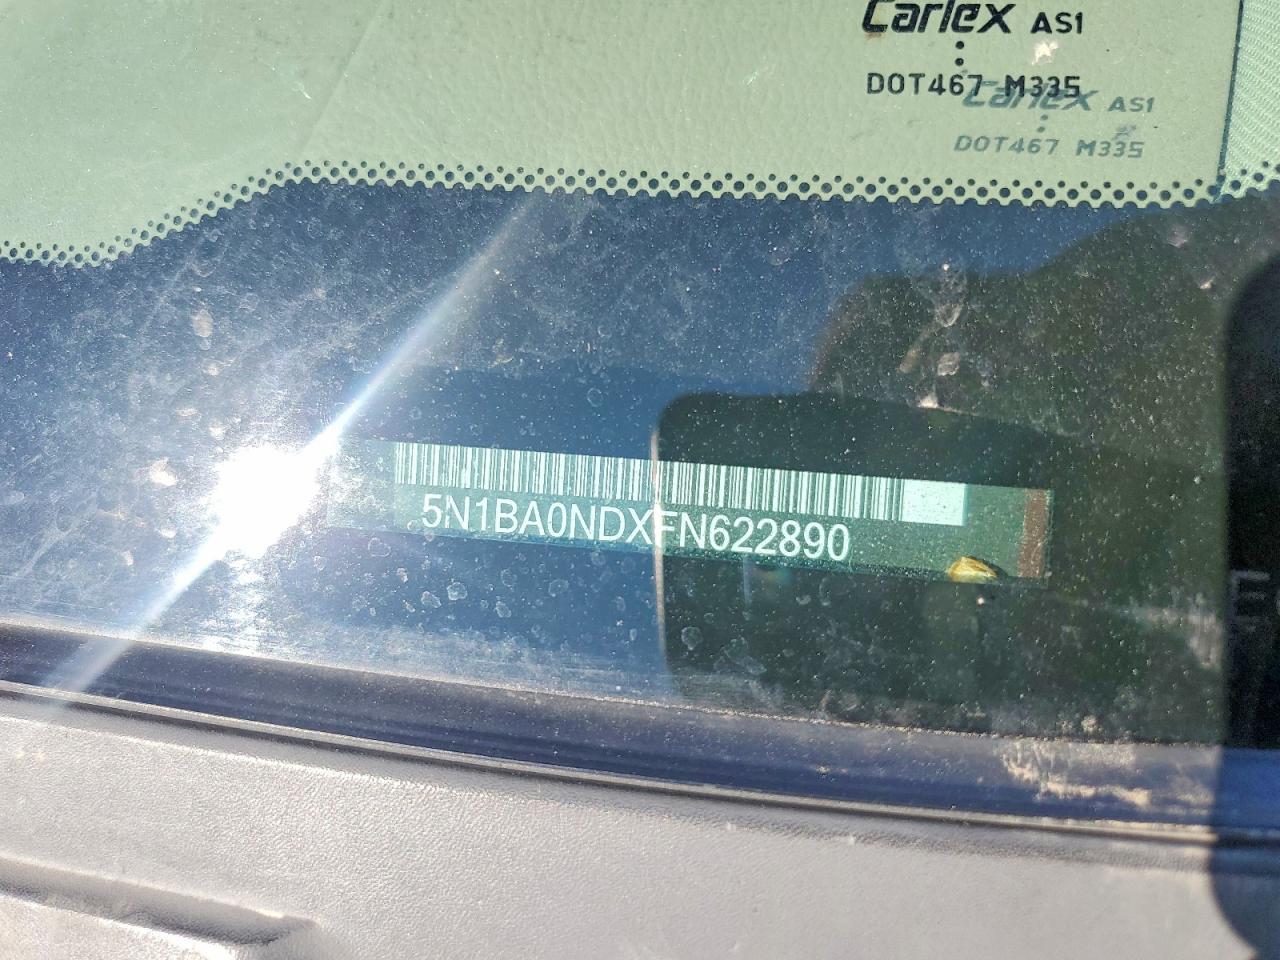 Carlex AS1
DOT467 M335
Carlex AS1
DOT467 M335
5N1BA0NDXFN622890
E